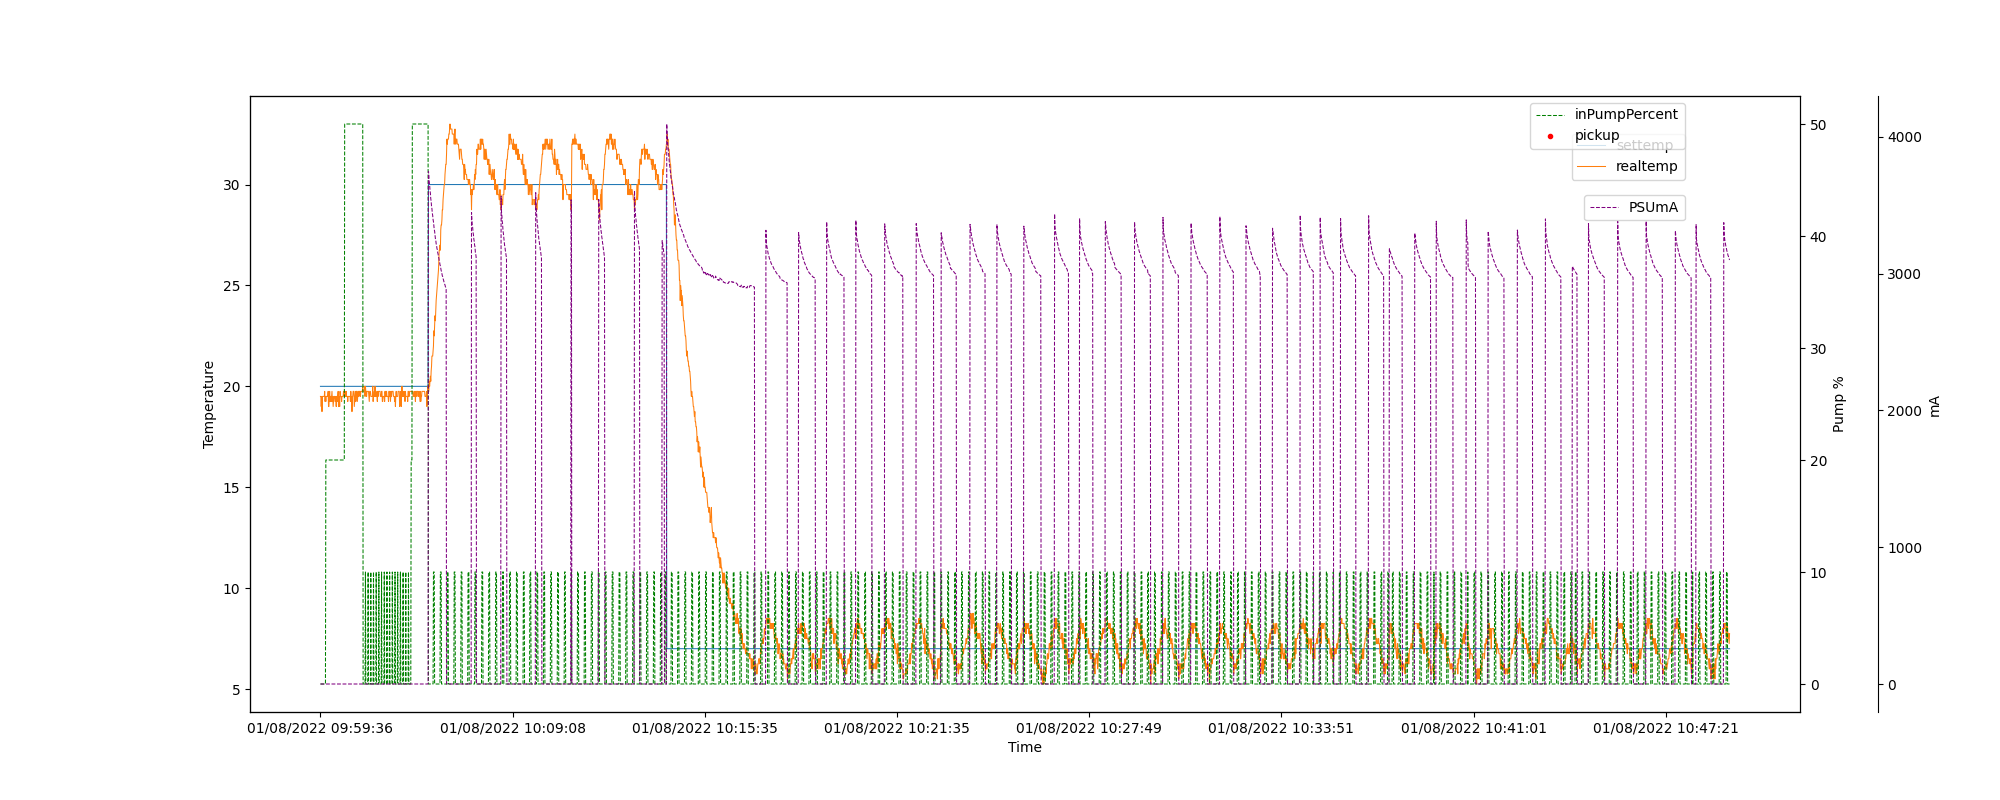 inPumpPercent
pickup
settemp
realtemp
PSUmA
Temperature
30
25
20
15
10
5
50
40
30
20
10
0
Pump %
4000
3000
2000
1000
0
mA
01/08/2022 09:59:36
01/08/2022 10:09:08
01/08/2022 10:15:35
01/08/2022 10:21:35
01/08/2022 10:27:49
01/08/2022 10:33:51
01/08/2022 10:41:01
01/08/2022 10:47:21
Time